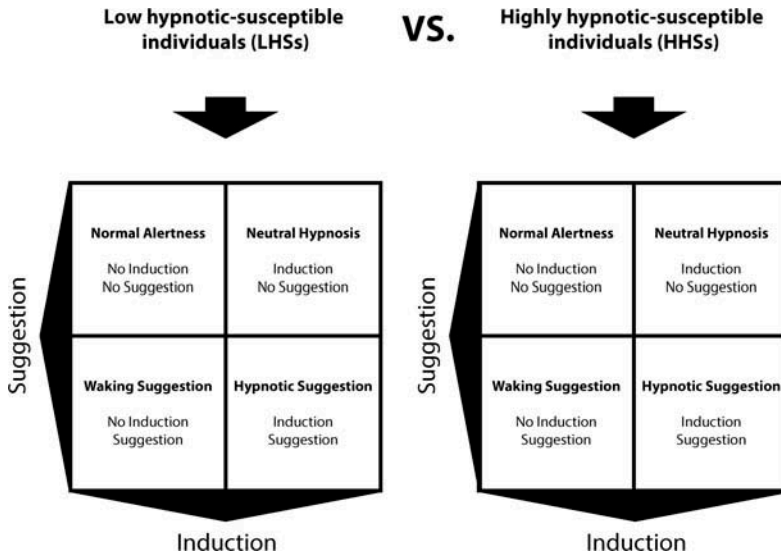 Low hypnotic-susceptible
individuals (LHSs)
VS.
Highly hypnotic-susceptible
individuals (HHSs)
Suggestion
Normal Alertness
No Induction
No Suggestion
Neutral Hypnosis
Induction
No Suggestion
Waking Suggestion
No Induction
Suggestion
Hypnotic Suggestion
Induction
Suggestion
Induction
Suggestion
Normal Alertness
No Induction
No Suggestion
Neutral Hypnosis
Induction
No Suggestion
Waking Suggestion
No Induction
Suggestion
Hypnotic Suggestion
Induction
Suggestion
Induction